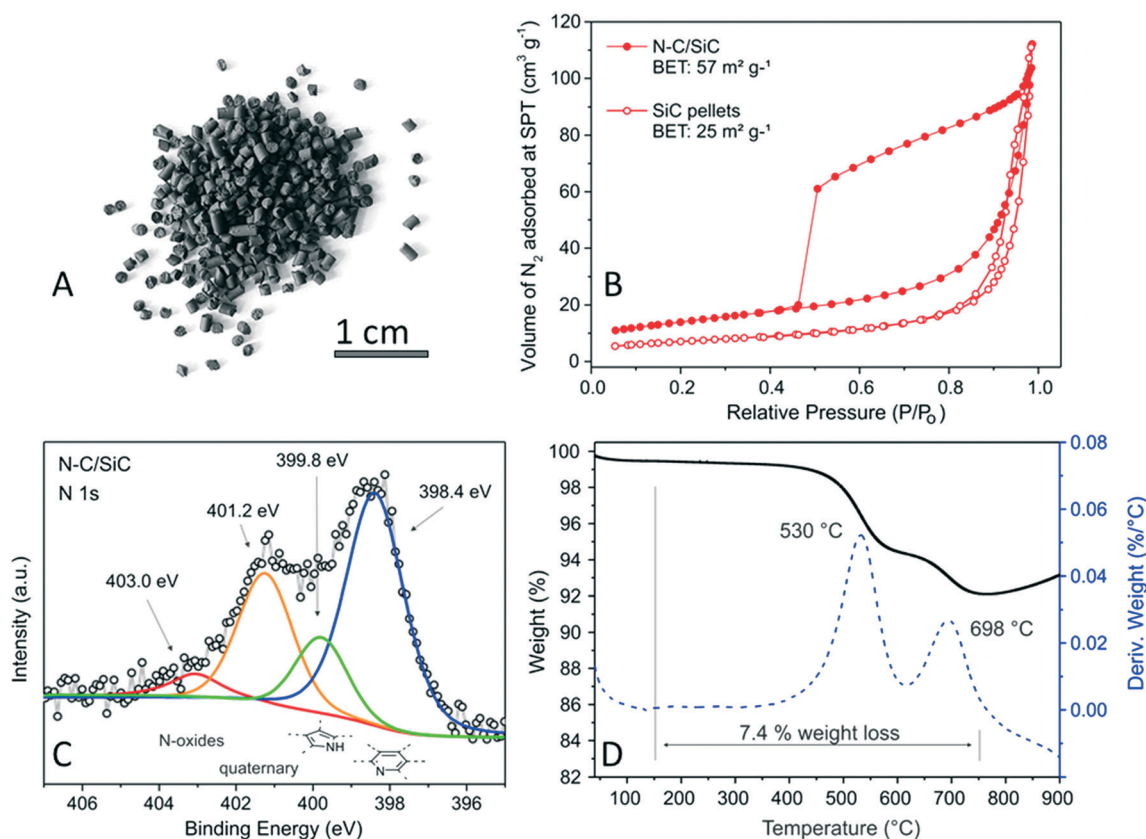 A
1 cm
Volume of N₂ adsorbed at SPT (cm³ g⁻¹)
120
100
80
60
40
20
0
N-C/SiC
BET: 57 m² g-¹
SiC pellets
BET: 25 m² g-¹
B
0.0 0.2 0.4 0.6 0.8 1.0
Relative Pressure (P/P₀)
Intensity (a.u.)
N-C/SiC
N 1s
399.8 eV
401.2 eV
398.4 eV
403.0 eV
N-oxides
quaternary
NH
N
C
406 404 402 400 398 396
Binding Energy (eV)
Weight (%)
100
98
96
94
92
90
88
86
84
82
530 °C
698 °C
7.4 % weight loss
D
100 200 300 400 500 600 700 800 900
Temperature (°C)
0.08
0.06
0.04
0.02
0.00
Deriv. Weight (%/°C)